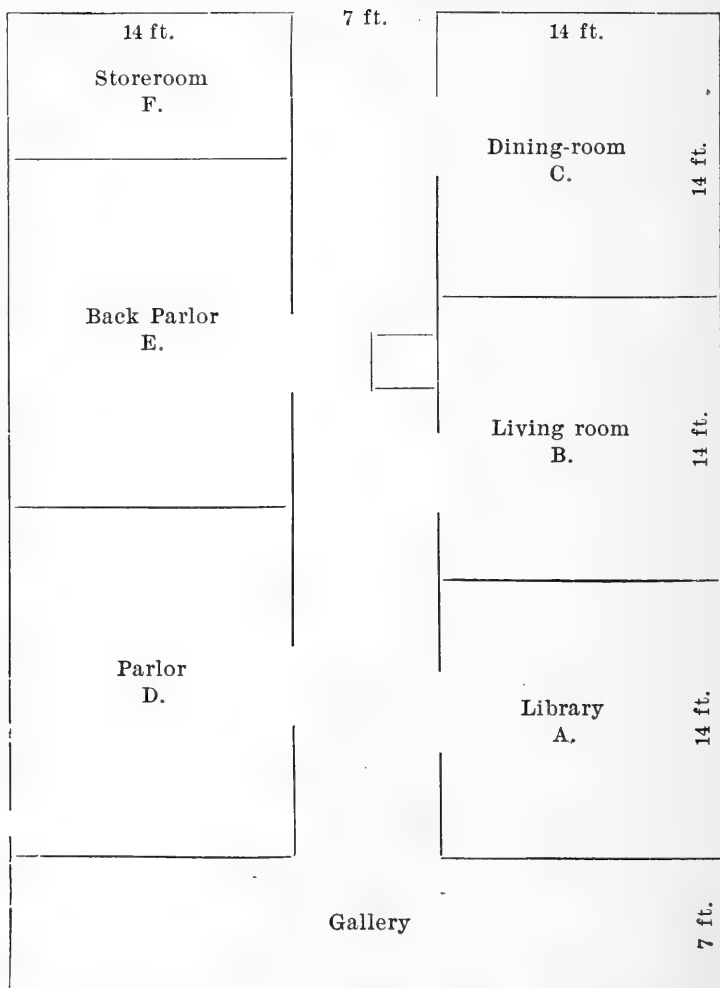 14 ft.
7 ft.
14 ft.
Storeroom
F.
Dining-room
C.
14 ft.
Back Parlor
E.
Living room
B.
14 ft.
Parlor
D.
Library
A.
14 ft.
Gallery
7 ft.